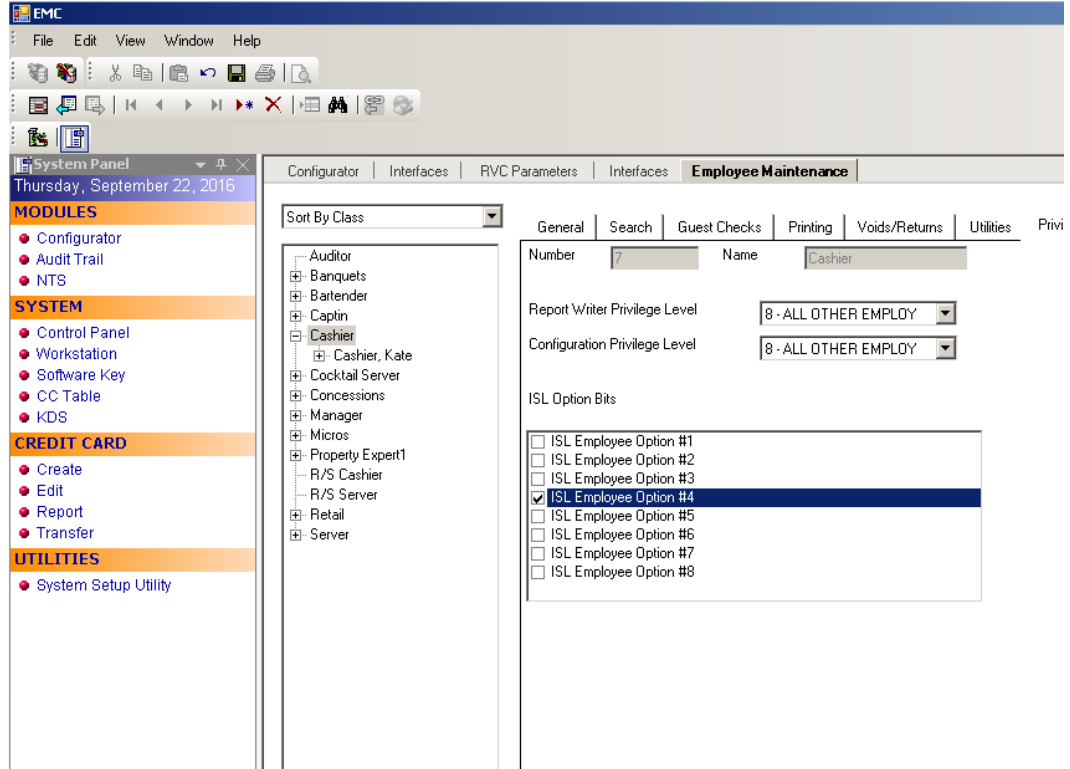 EMC
File Edit View Window Help
System Panel
Thursday, September 22, 2016
MODULES
Configurator
Audit Trail
NTS
SYSTEM
Control Panel
Workstation
Software Key
CC Table
KDS
CREDIT CARD
Create
Edit
Report
Transfer
UTILITIES
System Setup Utility
Configurator Interfaces RVC Parameters Interfaces Employee Maintenance
Sort By Class
Auditor
Banquets
Bartender
Captin
Cashier
Cashier, Kate
Cocktail Server
Concessions
Manager
Micros
Property Expert1
R/S Cashier
R/S Server
Retail
Server
General Search Guest Checks Printing Voids/Returns Utilities Privi
Number 7 Name Cashier
Report Writer Privilege Level 8 - ALL OTHER EMPLOY
Configuration Privilege Level 8 - ALL OTHER EMPLOY
ISL Option Bits
ISL Employee Option #1
ISL Employee Option #2
ISL Employee Option #3
ISL Employee Option #4
ISL Employee Option #5
ISL Employee Option #6
ISL Employee Option #7
ISL Employee Option #8